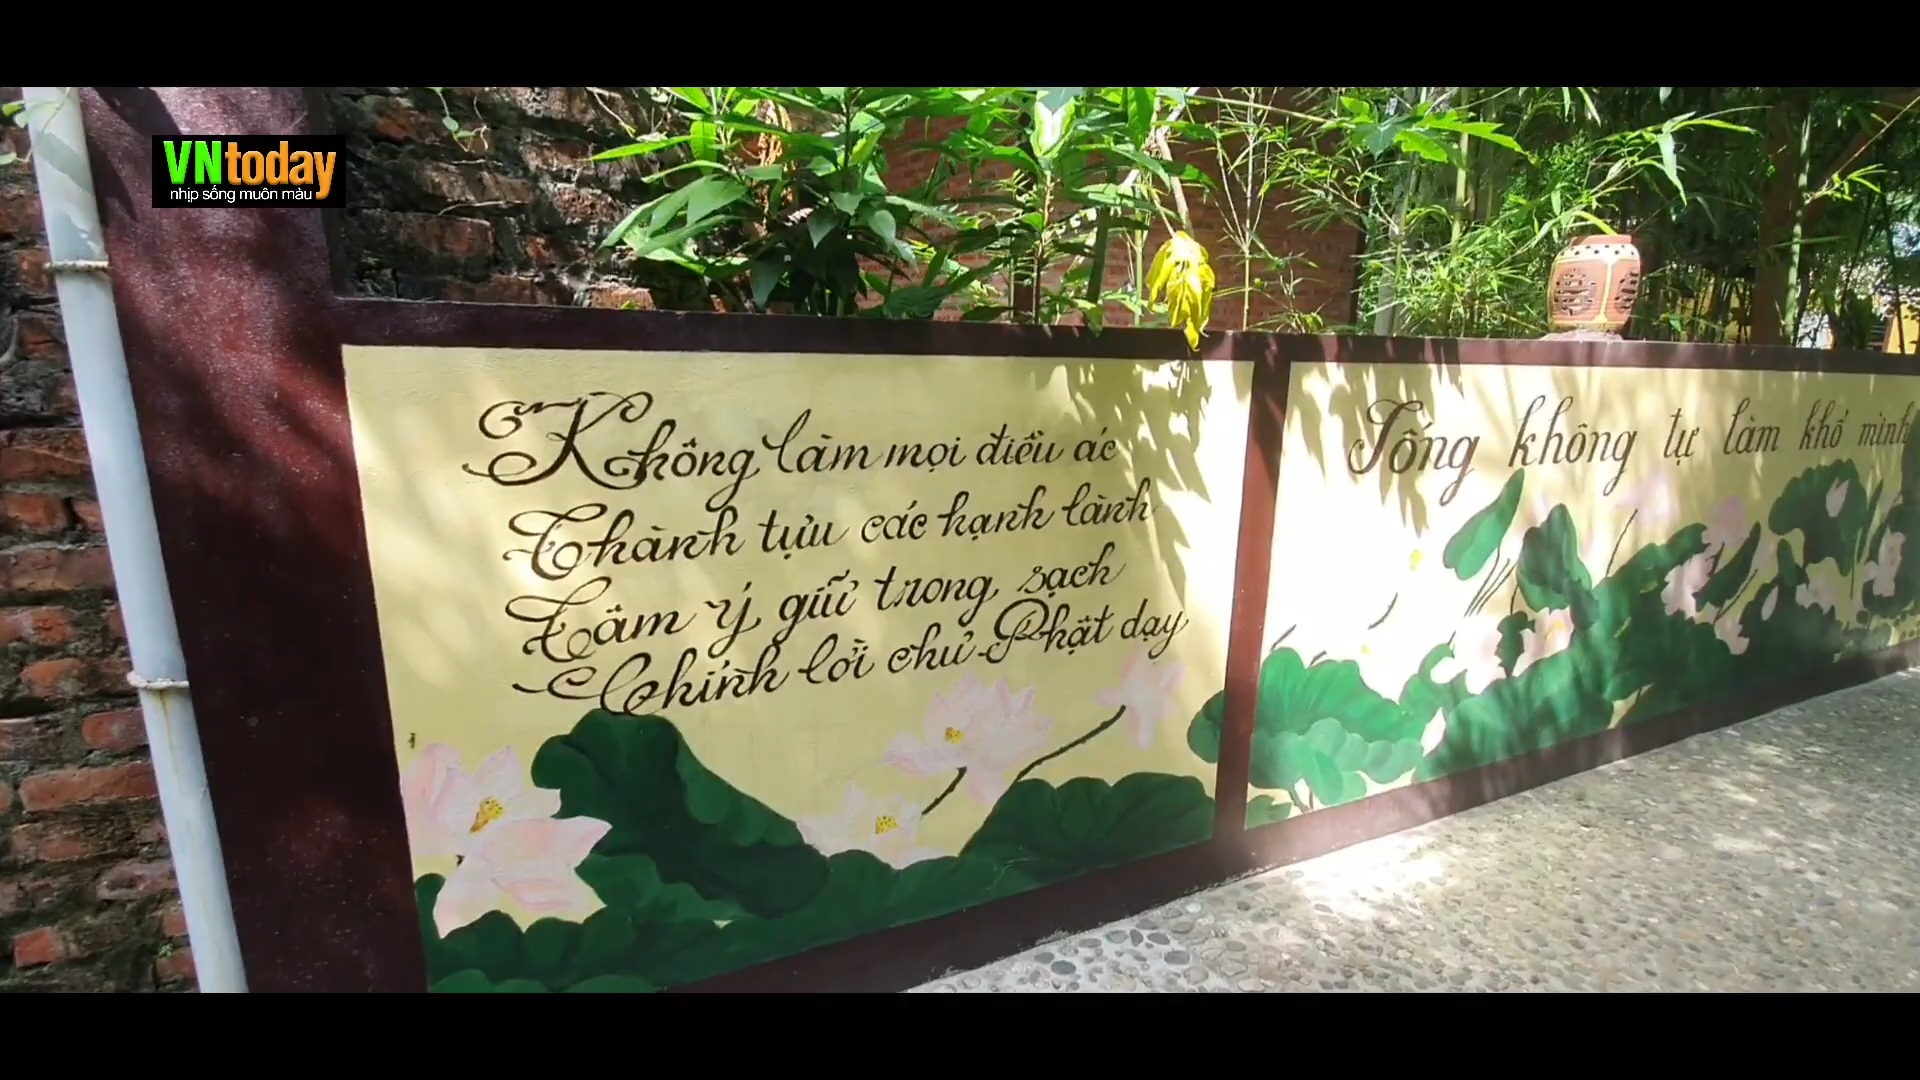 VNtoday
nhịp sống muôn màu
Không làm mọi điều ác
Thành tựu các hạnh lành
Tâm ý giữ trong sạch
Chính lời chư Phật dạy
Sống không tự làm khổ mình